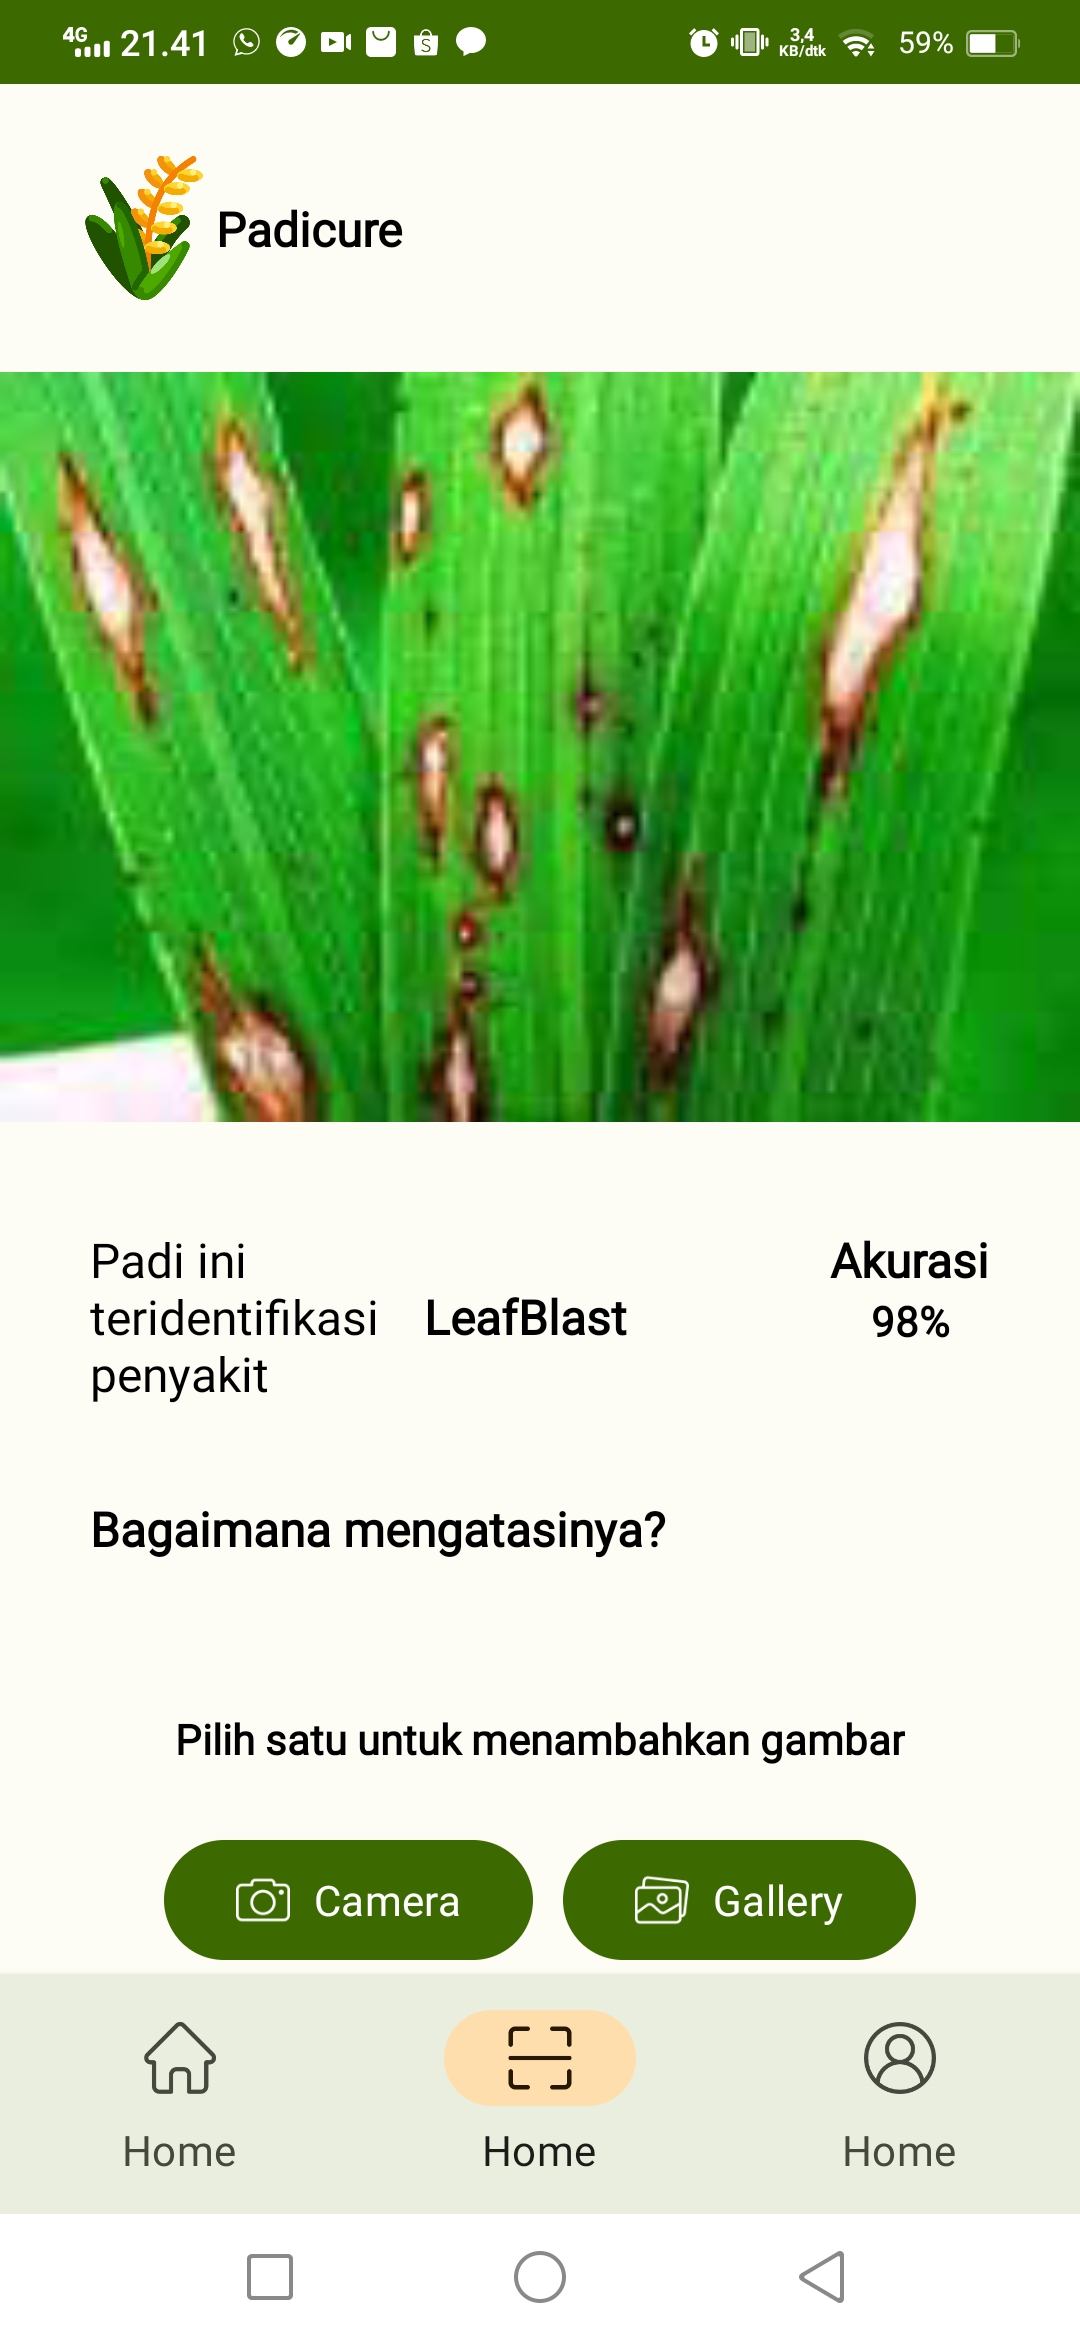 4G 21.41 3,4 KB/dtk 59%
Padicure
Padi ini
teridentifikasi
penyakit
LeafBlast
Akurasi
98%
Bagaimana mengatasinya?
Pilih satu untuk menambahkan gambar
Camera Gallery
Home Home Home